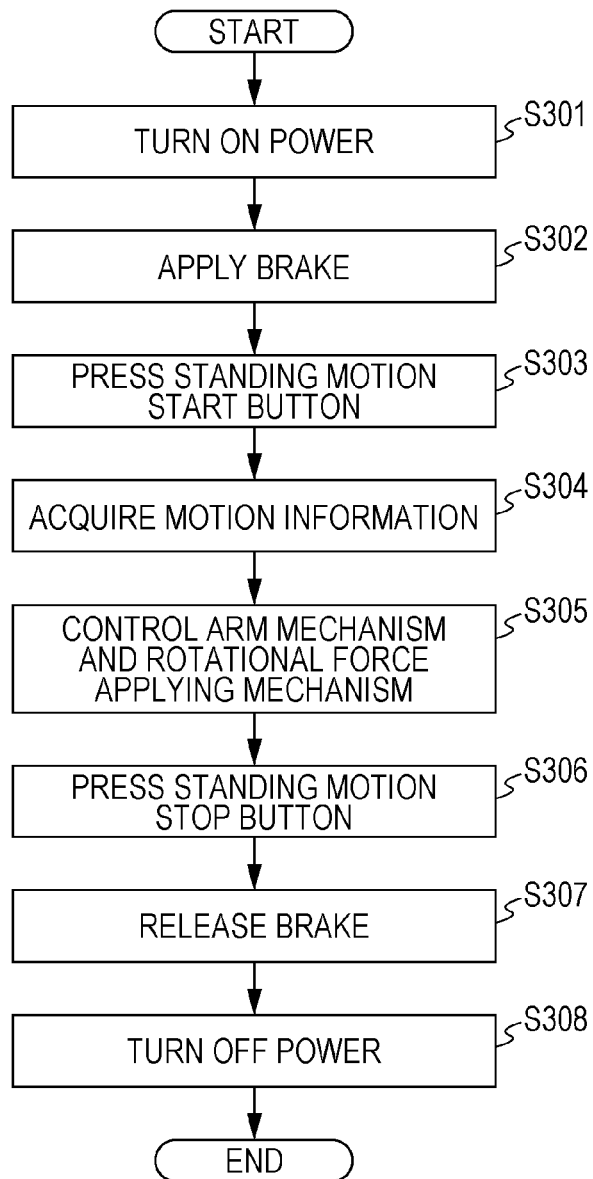 START
S301
TURN ON POWER
S302
APPLY BRAKE
S303
PRESS STANDING MOTION
START BUTTON
S304
ACQUIRE MOTION INFORMATION
S305
CONTROL ARM MECHANISM
AND ROTATIONAL FORCE
APPLYING MECHANISM
S306
PRESS STANDING MOTION
STOP BUTTON
S307
RELEASE BRAKE
S308
TURN OFF POWER
END